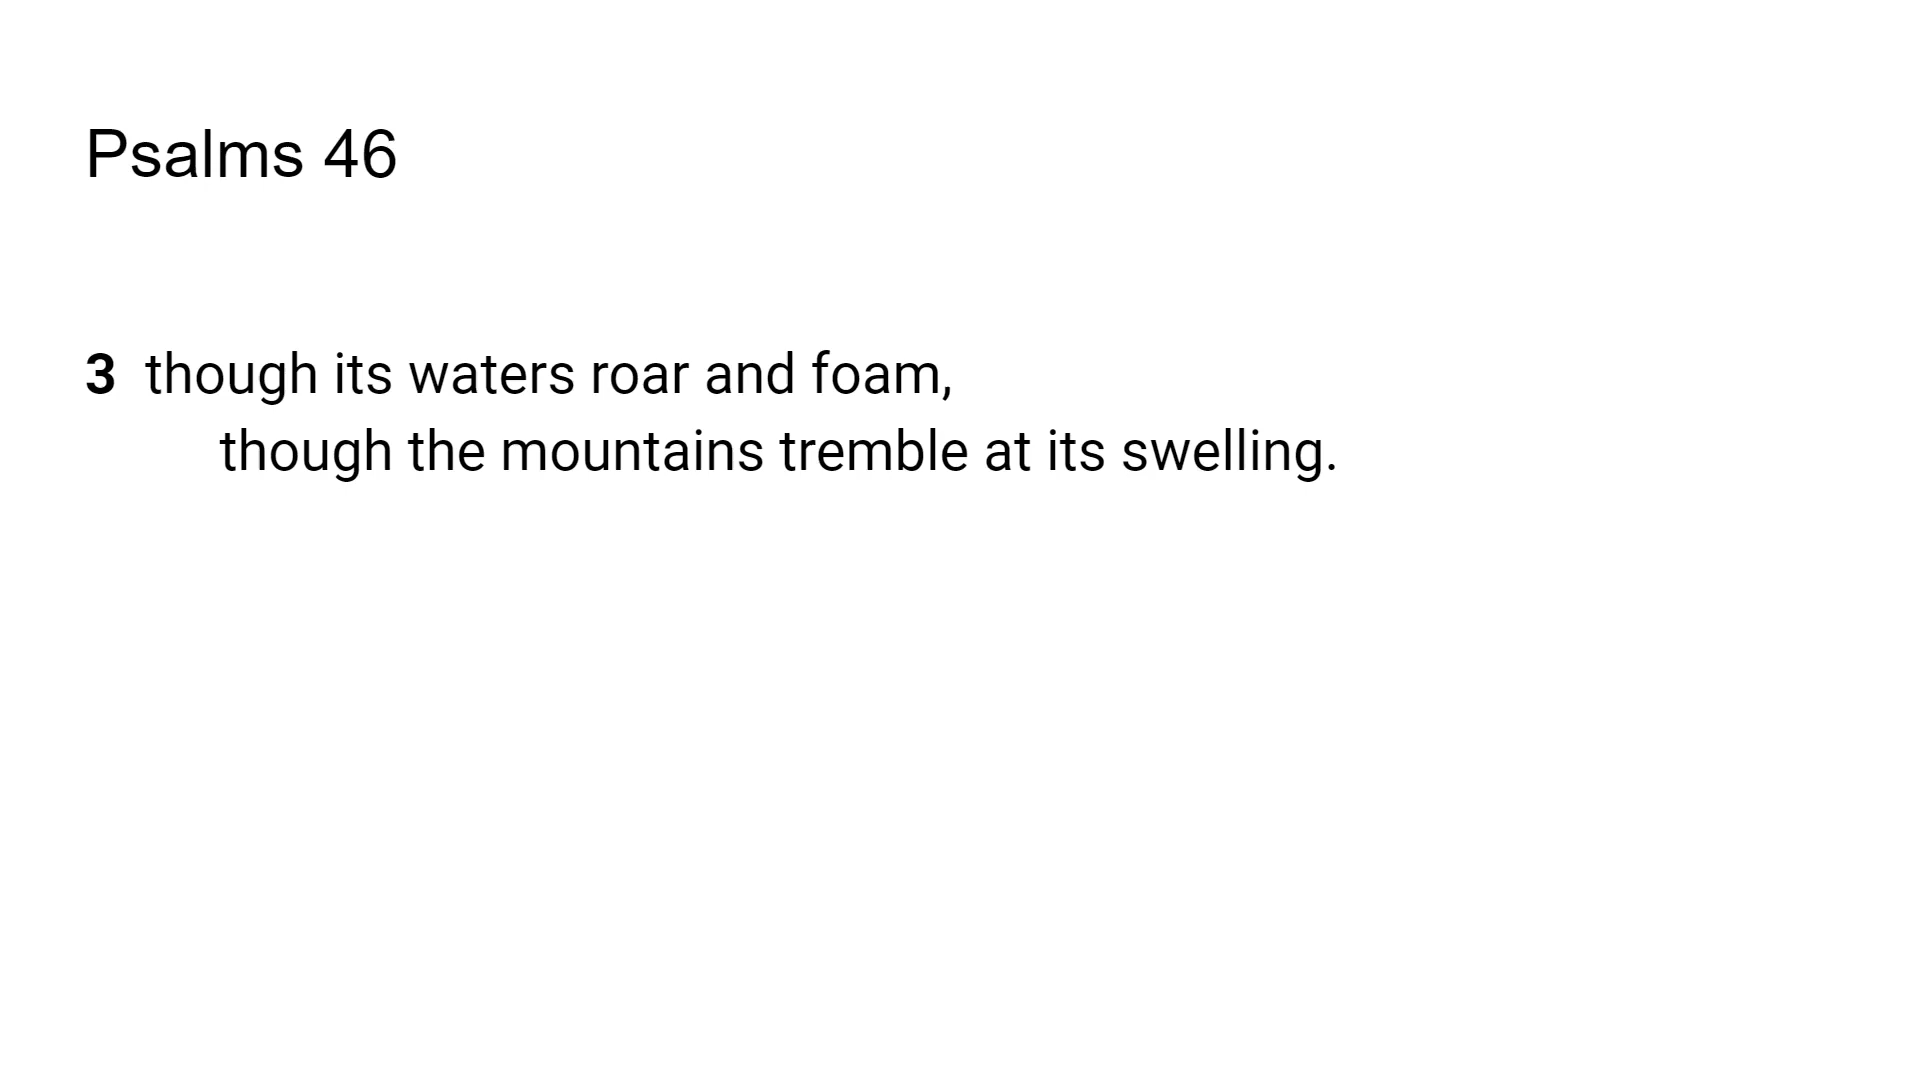 Psalms 46
3 though its waters roar and foam,
though the mountains tremble at its swelling.